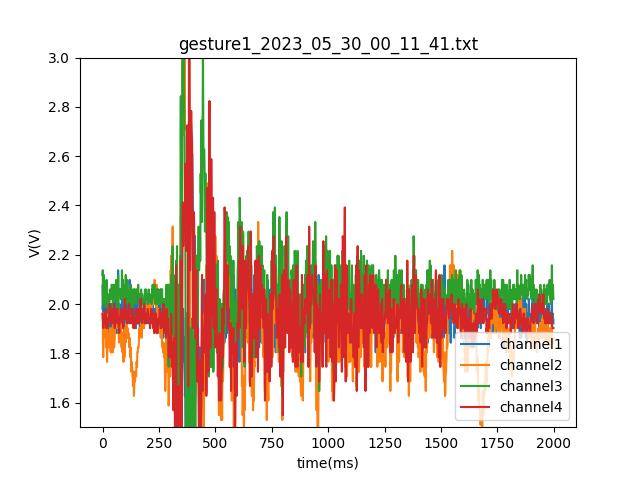 gesture1_2023_05_30_00_11_41.txt
3.0
2.8
2.6
2.4
2.2
2.0
1.8
1.6
V(V)
channel1
channel2
channel3
channel4
0 250 500 750 1000 1250 1500 1750 2000
time(ms)